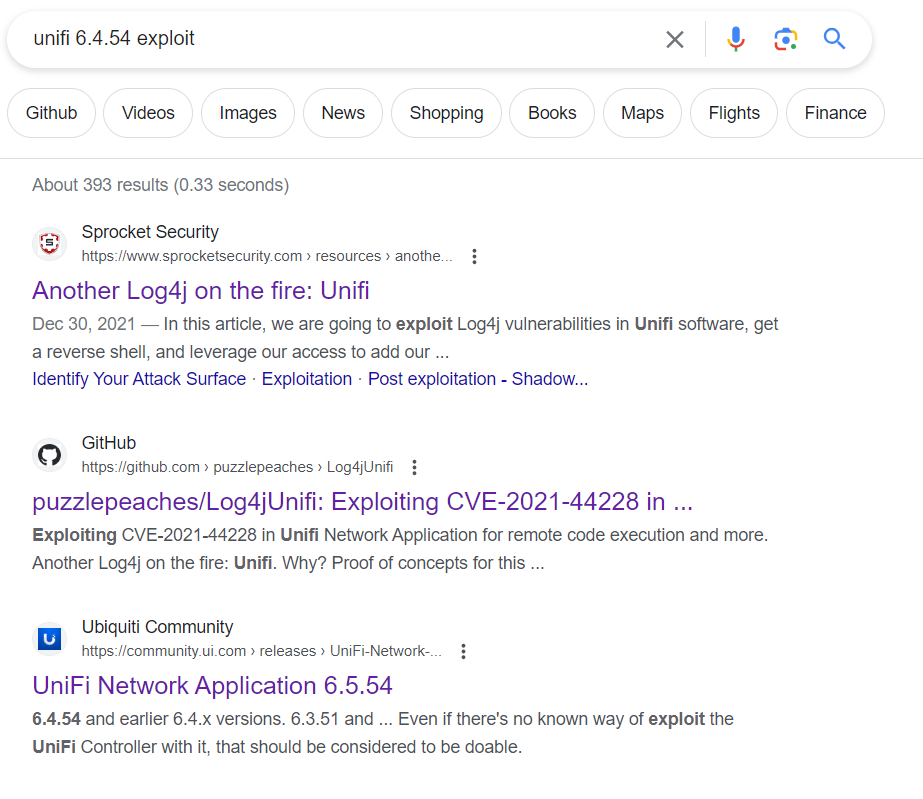 unifi 6.4.54 exploit
Github Videos Images News Shopping Books Maps Flights Finance
About 393 results (0.33 seconds)
Sprocket Security
https://www.sprocketsecurity.com › resources › anothe...
Another Log4j on the fire: Unifi
Dec 30, 2021 — In this article, we are going to exploit Log4j vulnerabilities in Unifi software, get
a reverse shell, and leverage our access to add our ...
Identify Your Attack Surface · Exploitation · Post exploitation - Shadow...
GitHub
https://github.com › puzzlepeaches › Log4jUnifi
puzzlepeaches/Log4jUnifi: Exploiting CVE-2021-44228 in ...
Exploiting CVE-2021-44228 in Unifi Network Application for remote code execution and more.
Another Log4j on the fire: Unifi. Why? Proof of concepts for this ...
Ubiquiti Community
https://community.ui.com › releases › UniFi-Network-...
UniFi Network Application 6.5.54
6.4.54 and earlier 6.4.x versions. 6.3.51 and ... Even if there's no known way of exploit the
UniFi Controller with it, that should be considered to be doable.